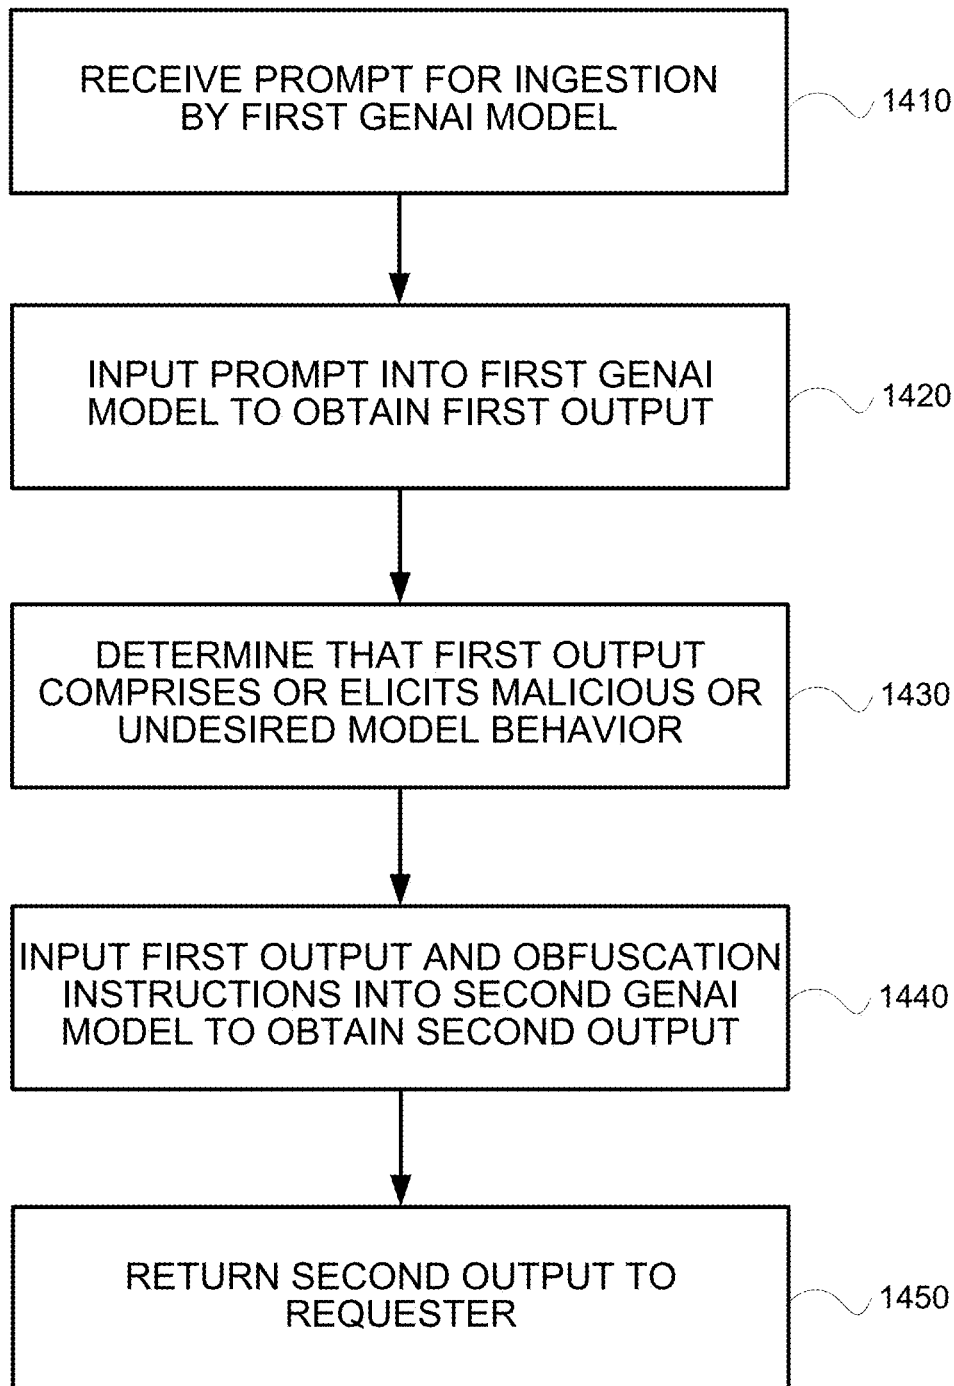 RECEIVE PROMPT FOR INGESTION
BY FIRST GENAI MODEL
1410
INPUT PROMPT INTO FIRST GENAI
MODEL TO OBTAIN FIRST OUTPUT
1420
DETERMINE THAT FIRST OUTPUT
COMPRISES OR ELICITS MALICIOUS OR
UNDESIRED MODEL BEHAVIOR
1430
INPUT FIRST OUTPUT AND OBFUSCATION
INSTRUCTIONS INTO SECOND GENAI
MODEL TO OBTAIN SECOND OUTPUT
1440
RETURN SECOND OUTPUT TO
REQUESTER
1450